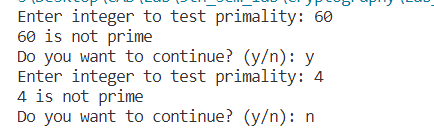 Enter integer to test primality: 60
60 is not prime
Do you want to continue? (y/n): y
Enter integer to test primality: 4
4 is not prime
Do you want to continue? (y/n): n